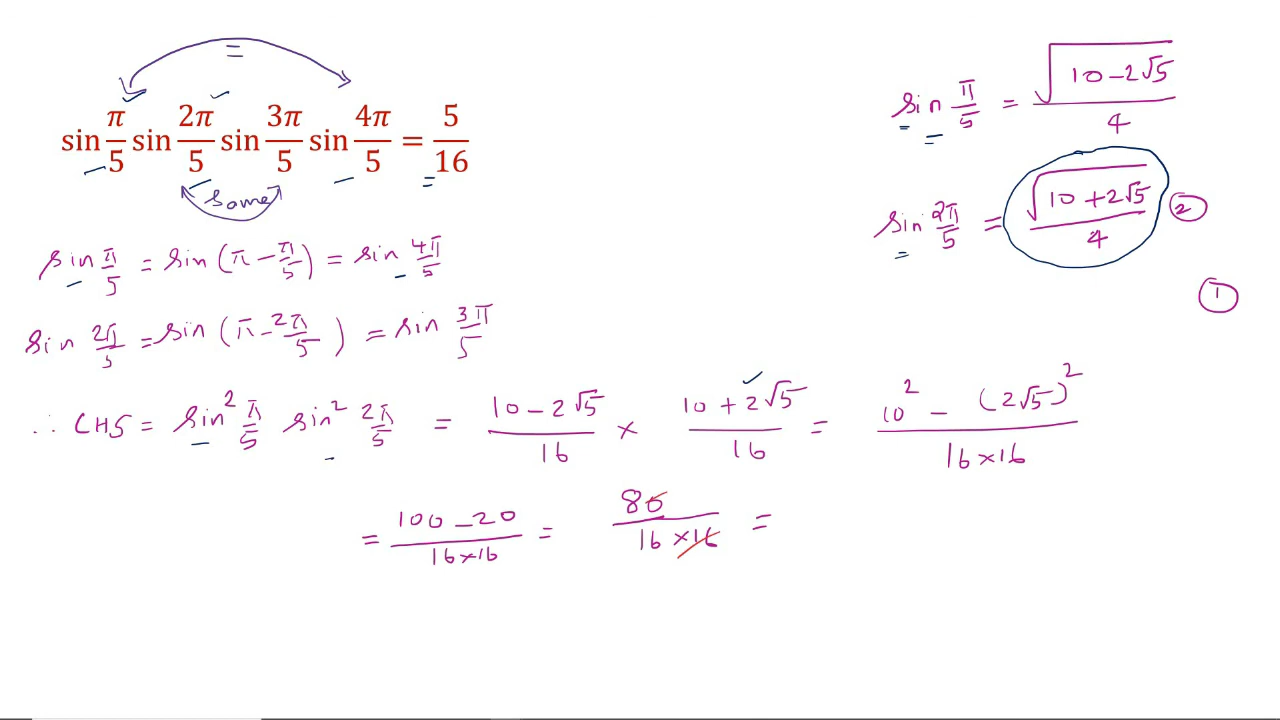 =
sin π/5 sin 2π/5 sin 3π/5 sin 4π/5 = 5/16
same
sin π/5 = sin (π - π/5) = sin 4π/5
sin 2π/5 = sin (π - 2π/5) = sin 3π/5
sin π/5 = √(10-2√5)/4
sin 2π/5 = √(10+2√5)/4 ②
①
∴ LHS = sin² π/5 sin² 2π/5 = (10-2√5)/16 × (10+2√5)/16 = (10² - (2√5)²)/(16×16)
= (100-20)/(16×16) = 80/(16×16) =